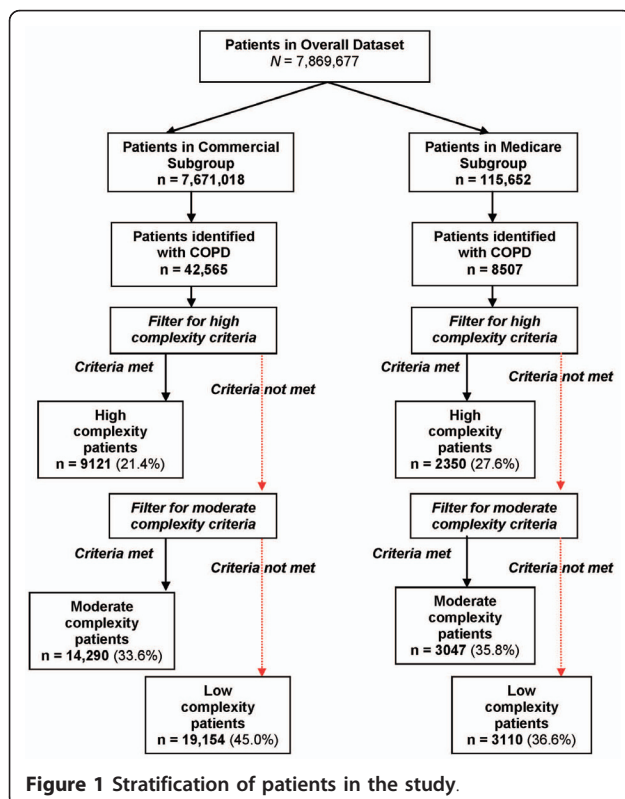 Patients in Overall Dataset
N = 7,869,677
Patients in Commercial
Subgroup
n = 7,671,018
Patients in Medicare
Subgroup
n = 115,652
Patients identified
with COPD
n = 42,565
Patients identified
with COPD
n = 8507
Filter for high
complexity criteria
Filter for high
complexity criteria
Criteria met
Criteria not met
Criteria met
Criteria not met
High
complexity
patients
n = 9121 (21.4%)
High
complexity
patients
n = 2350 (27.6%)
Filter for moderate
complexity criteria
Filter for moderate
complexity criteria
Criteria met
Criteria not met
Criteria met
Criteria not met
Moderate
complexity
patients
n = 14,290 (33.6%)
Moderate
complexity
patients
n = 3047 (35.8%)
Low
complexity
patients
n = 19,154 (45.0%)
Low
complexity
patients
n = 3110 (36.6%)
Figure 1 Stratification of patients in the study.